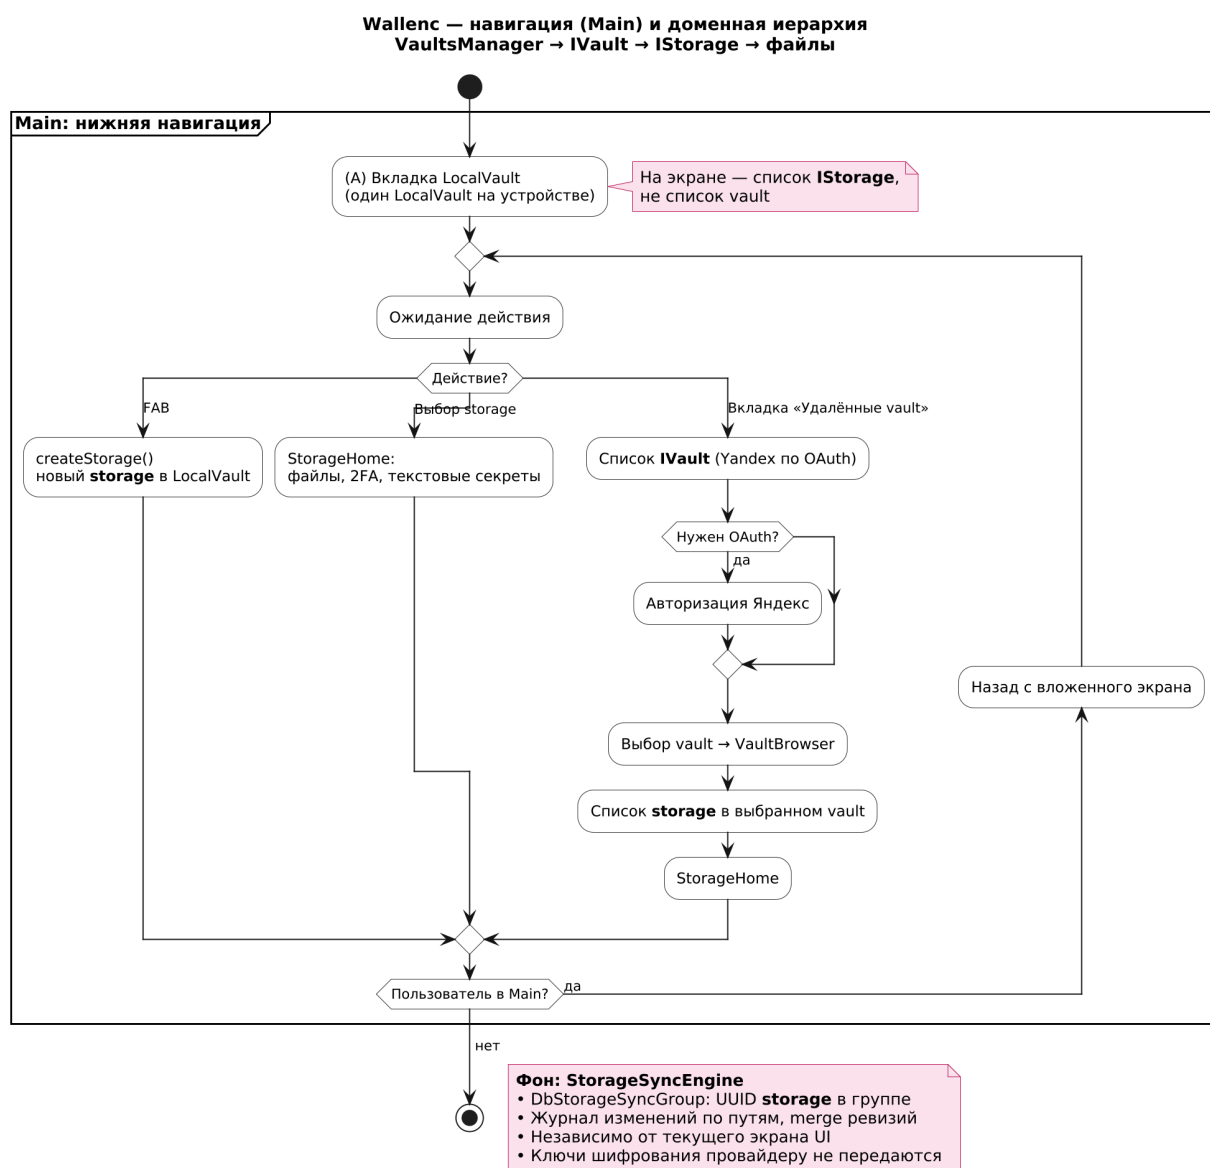 Wallenc — навигация (Main) и доменная иерархия
VaultsManager → IVault → IStorage → файлы
Main: нижняя навигация
(A) Вкладка LocalVault
(один LocalVault на устройстве)
На экране — список IStorage,
не список vault
Ожидание действия
Действие?
FAB
Выбор storage
Вкладка «Удалённые vault»
createStorage()
новый storage в LocalVault
StorageHome:
файлы, 2FA, текстовые секреты
Список IVault (Yandex по OAuth)
Нужен OAuth?
да
Авторизация Яндекс
Назад с вложенного экрана
Выбор vault → VaultBrowser
Список storage в выбранном vault
StorageHome
Пользователь в Main?
да
нет
Фон: StorageSyncEngine
• DbStorageSyncGroup: UUID storage в группе
• Журнал изменений по путям, merge ревизий
• Независимо от текущего экрана UI
• Ключи шифрования провайдеру не передаются